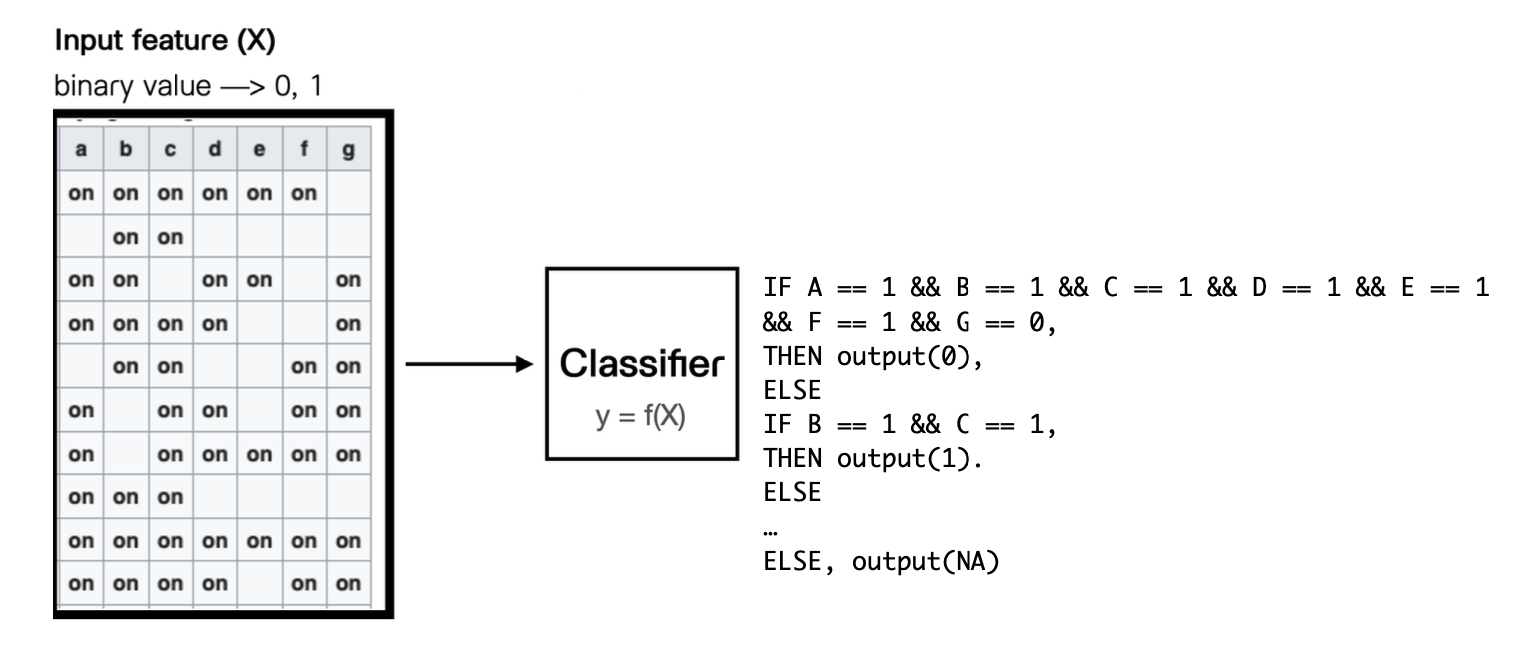 Input feature (X)
binary value —> 0, 1
a b c d e f g
on on on on on on
on on
on on on on on
on on on on on
on on on on
on on on on on
on on on on on on
on on on
on on on on on on on
on on on on on on
Classifier
y = f(X)
IF A == 1 && B == 1 && C == 1 && D == 1 && E == 1
&& F == 1 && G == 0,
THEN output(0),
ELSE
IF B == 1 && C == 1,
THEN output(1).
ELSE
…
ELSE, output(NA)